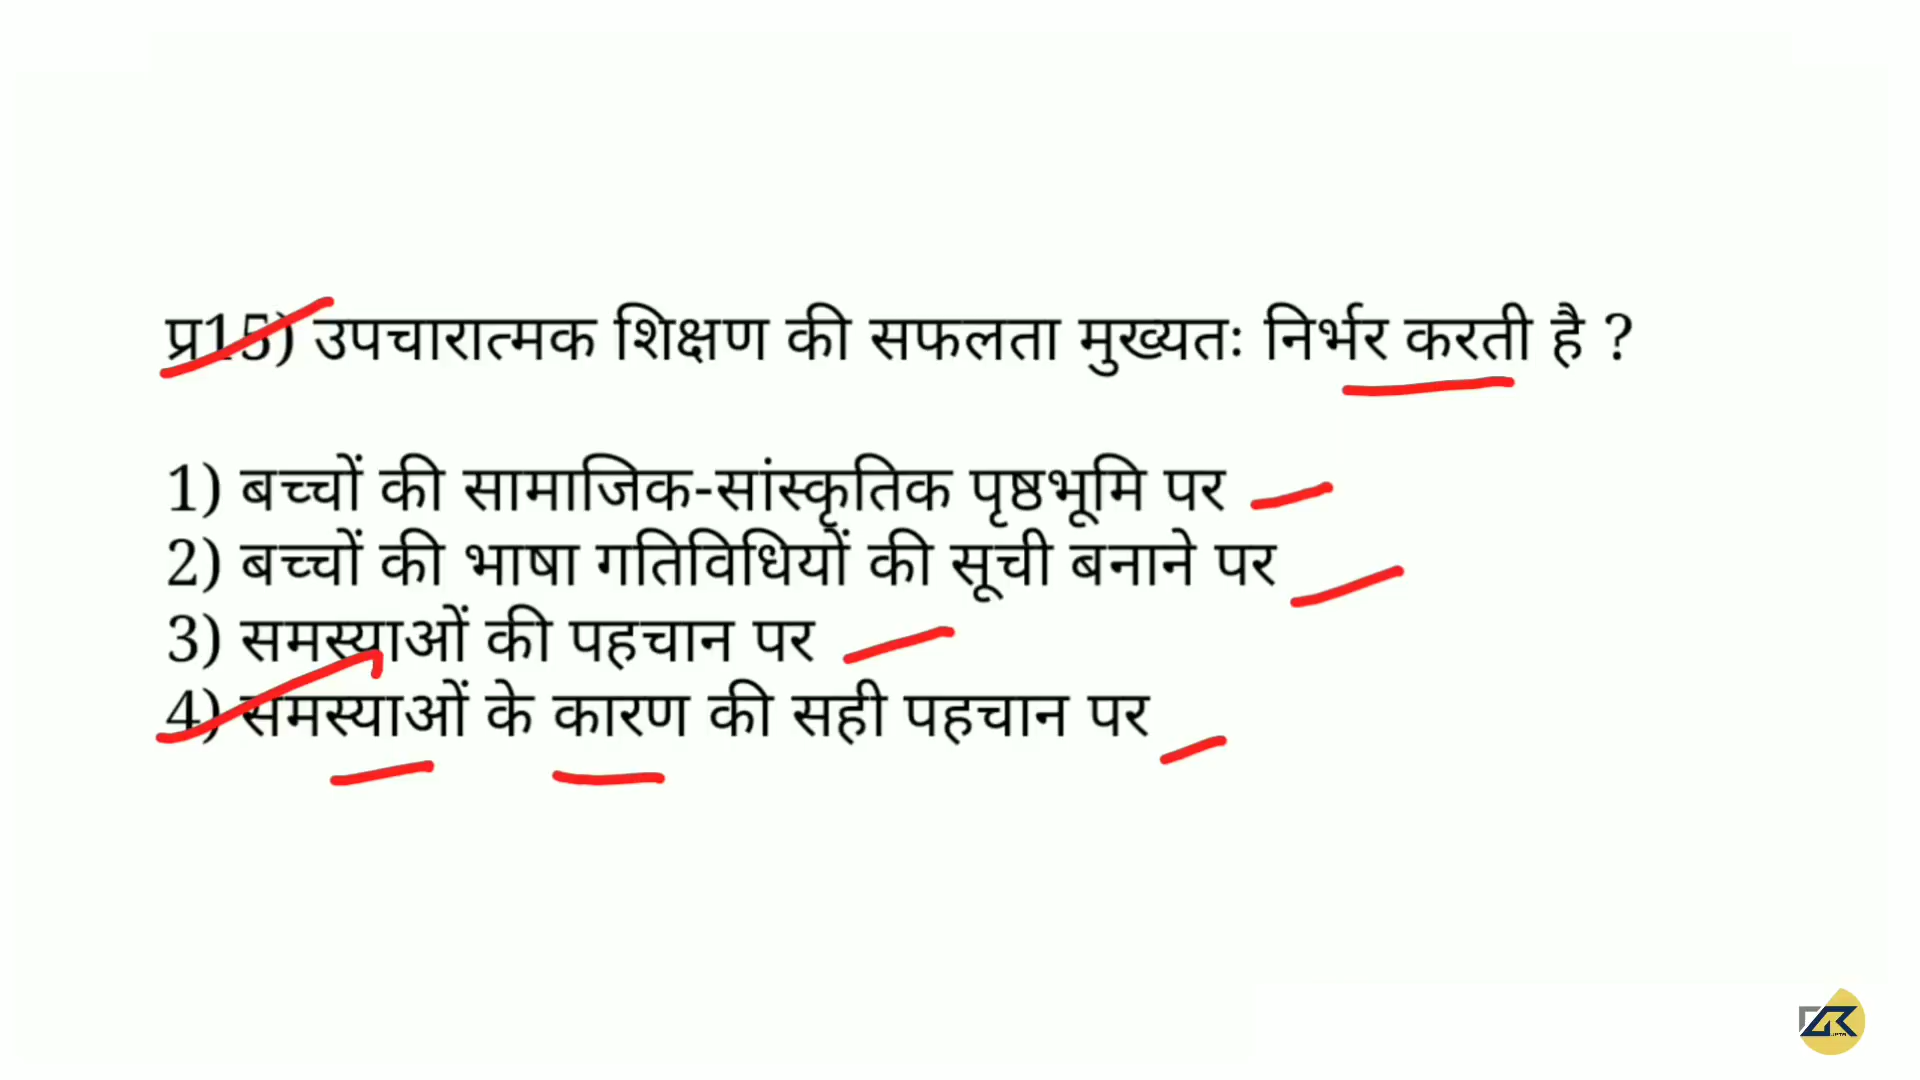 प्र15) उपचारात्मक शिक्षण की सफलता मुख्यतः निर्भर करती है ?
1) बच्चों की सामाजिक-सांस्कृतिक पृष्ठभूमि पर
2) बच्चों की भाषा गतिविधियों की सूची बनाने पर
3) समस्याओं की पहचान पर
4) समस्याओं के कारण की सही पहचान पर